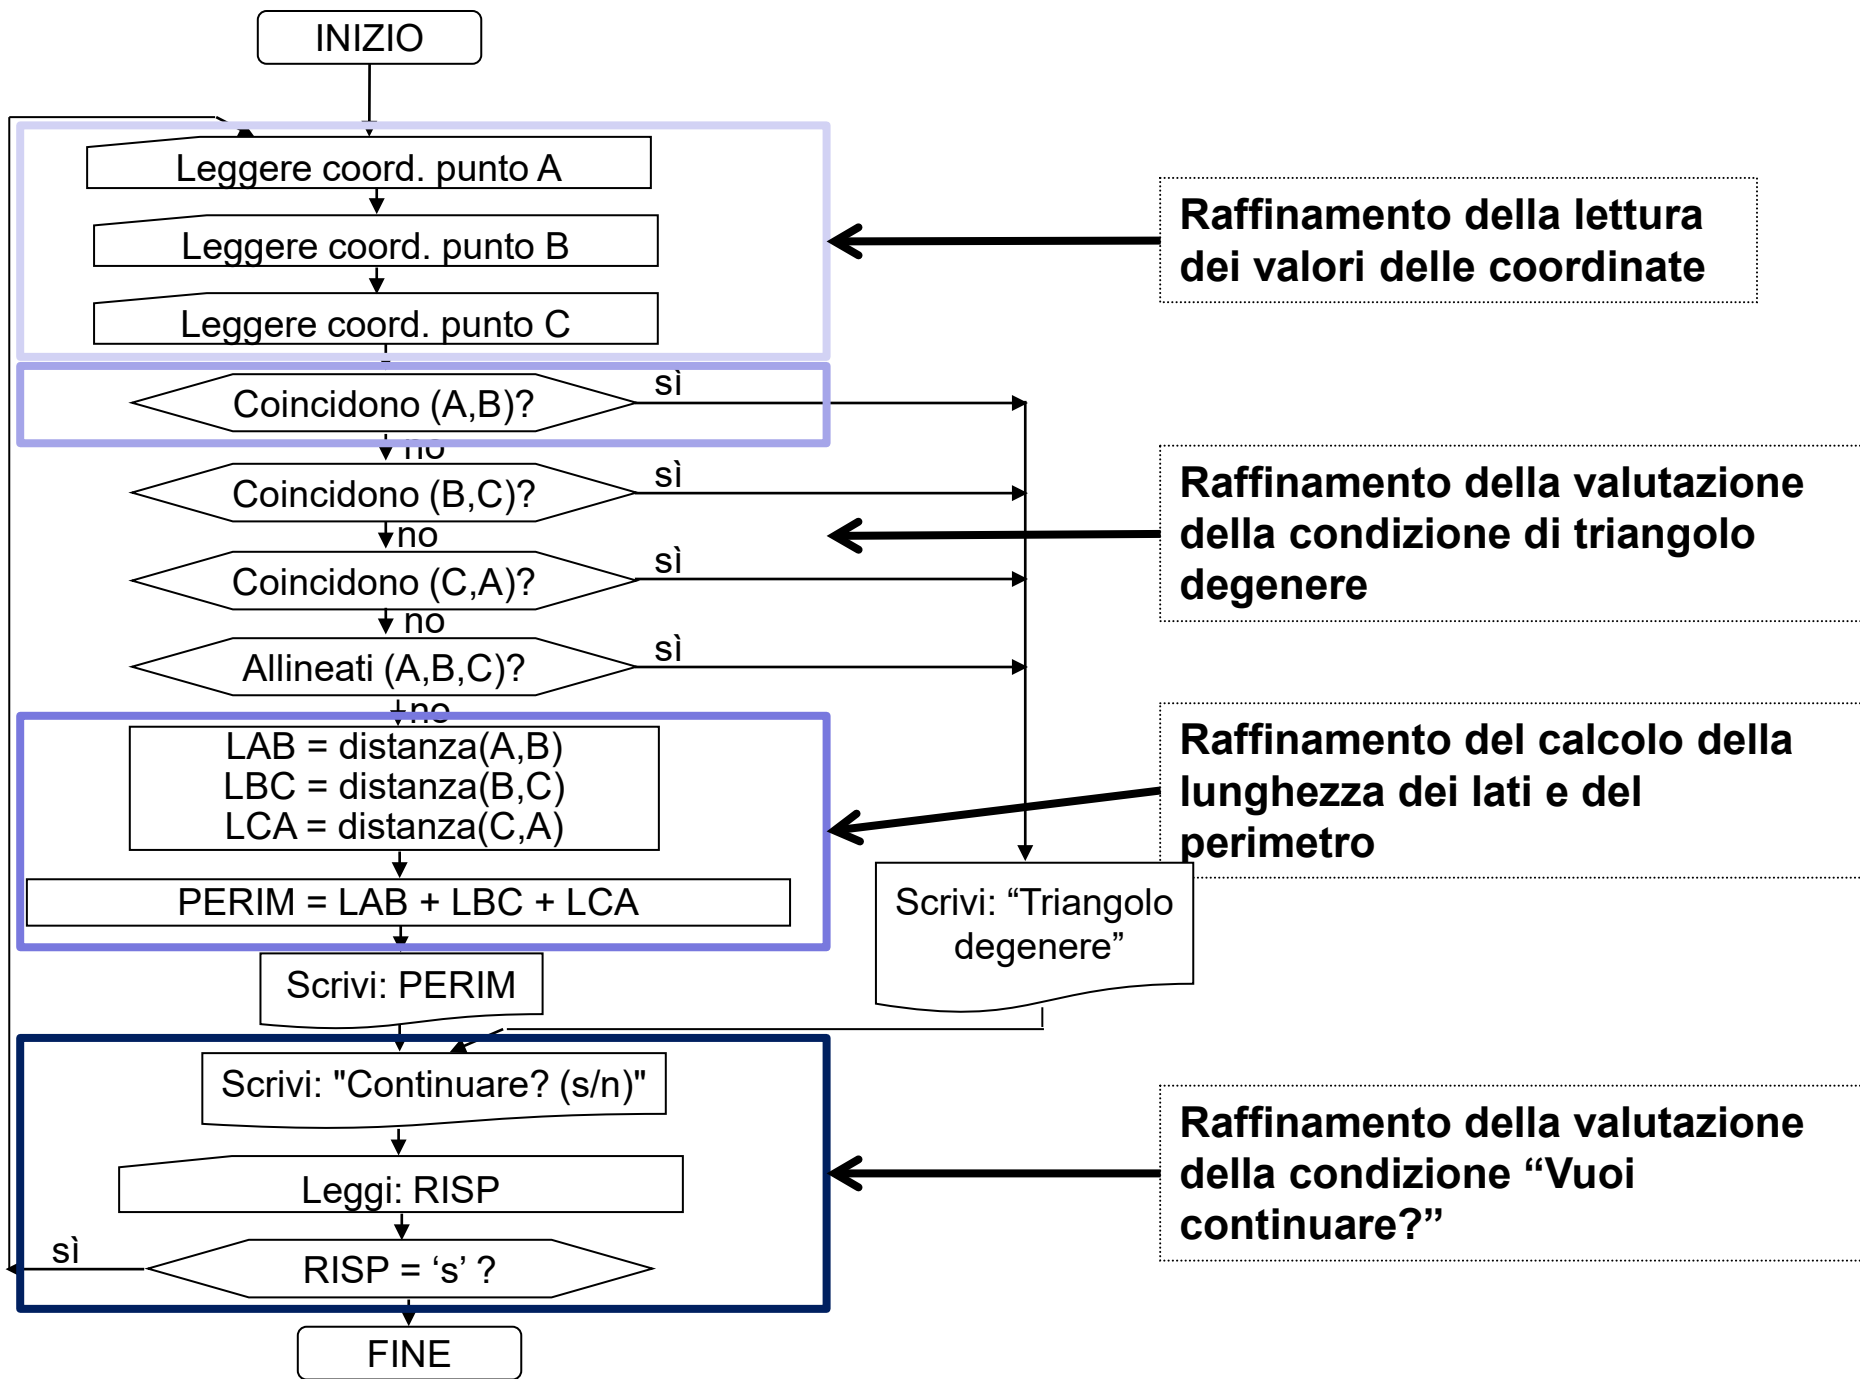 INIZIO
Leggere coord. punto A
Leggere coord. punto B
Leggere coord. punto C
Raffinamento della lettura
dei valori delle coordinate
Coincidono (A,B)?
sì
no
Coincidono (B,C)?
sì
no
Coincidono (C,A)?
sì
no
Allineati (A,B,C)?
sì
no
Raffinamento della valutazione
della condizione di triangolo
degenere
LAB = distanza(A,B)
LBC = distanza(B,C)
LCA = distanza(C,A)
PERIM = LAB + LBC + LCA
Raffinamento del calcolo della
lunghezza dei lati e del
perimetro
Scrivi: “Triangolo
degenere”
Scrivi: PERIM
Scrivi: "Continuare? (s/n)"
Leggi: RISP
sì
RISP = ‘s’ ?
Raffinamento della valutazione
della condizione “Vuoi
continuare?”
FINE